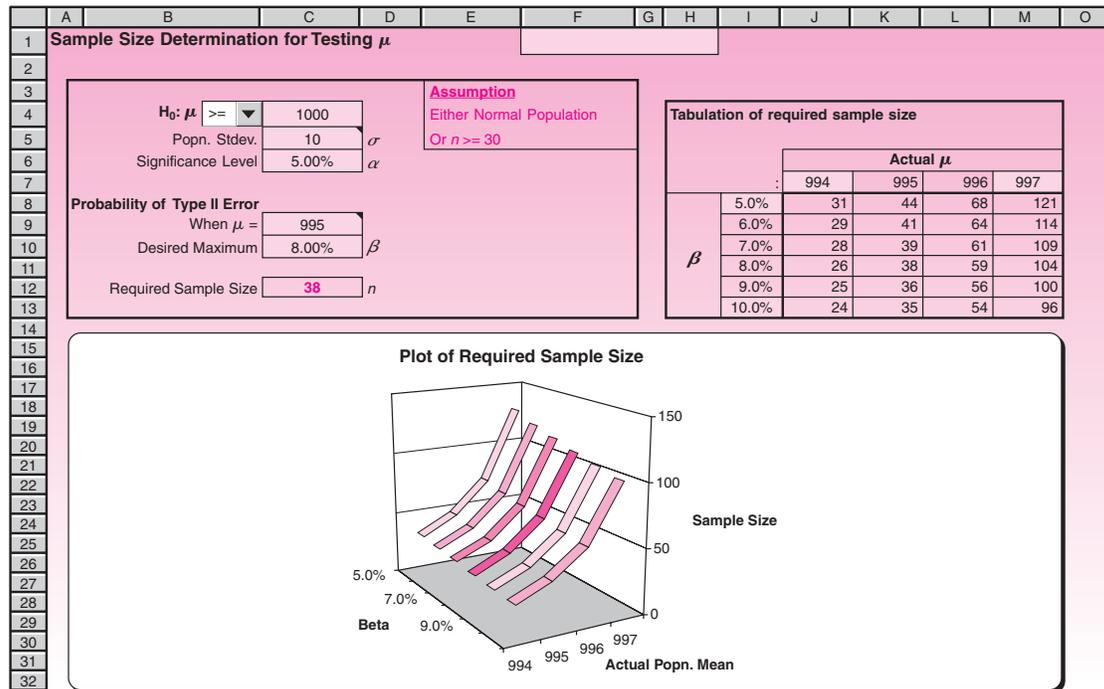 A B C D E F G H I J K L M O
1 Sample Size Determination for Testing μ
2
3 Assumption
4 H₀: μ >= 1000 Either Normal Population Tabulation of required sample size
5 Popn. Stdev. 10 σ Or n >= 30
6 Significance Level 5.00% α Actual μ
7 : 994 995 996 997
8 Probability of Type II Error 5.0% 31 44 68 121
9 When μ = 995 6.0% 29 41 64 114
10 Desired Maximum 8.00% β 7.0% 28 39 61 109
11 β 8.0% 26 38 59 104
12 Required Sample Size 38 n 9.0% 25 36 56 100
13 10.0% 24 35 54 96
14
15
16 Plot of Required Sample Size
17
18
19
20
21
22
23
24
25
26
27
28
29
30
31
32
150
100
Sample Size
50
0
5.0%
7.0%
9.0%
Beta
994 995 996 997
Actual Popn. Mean